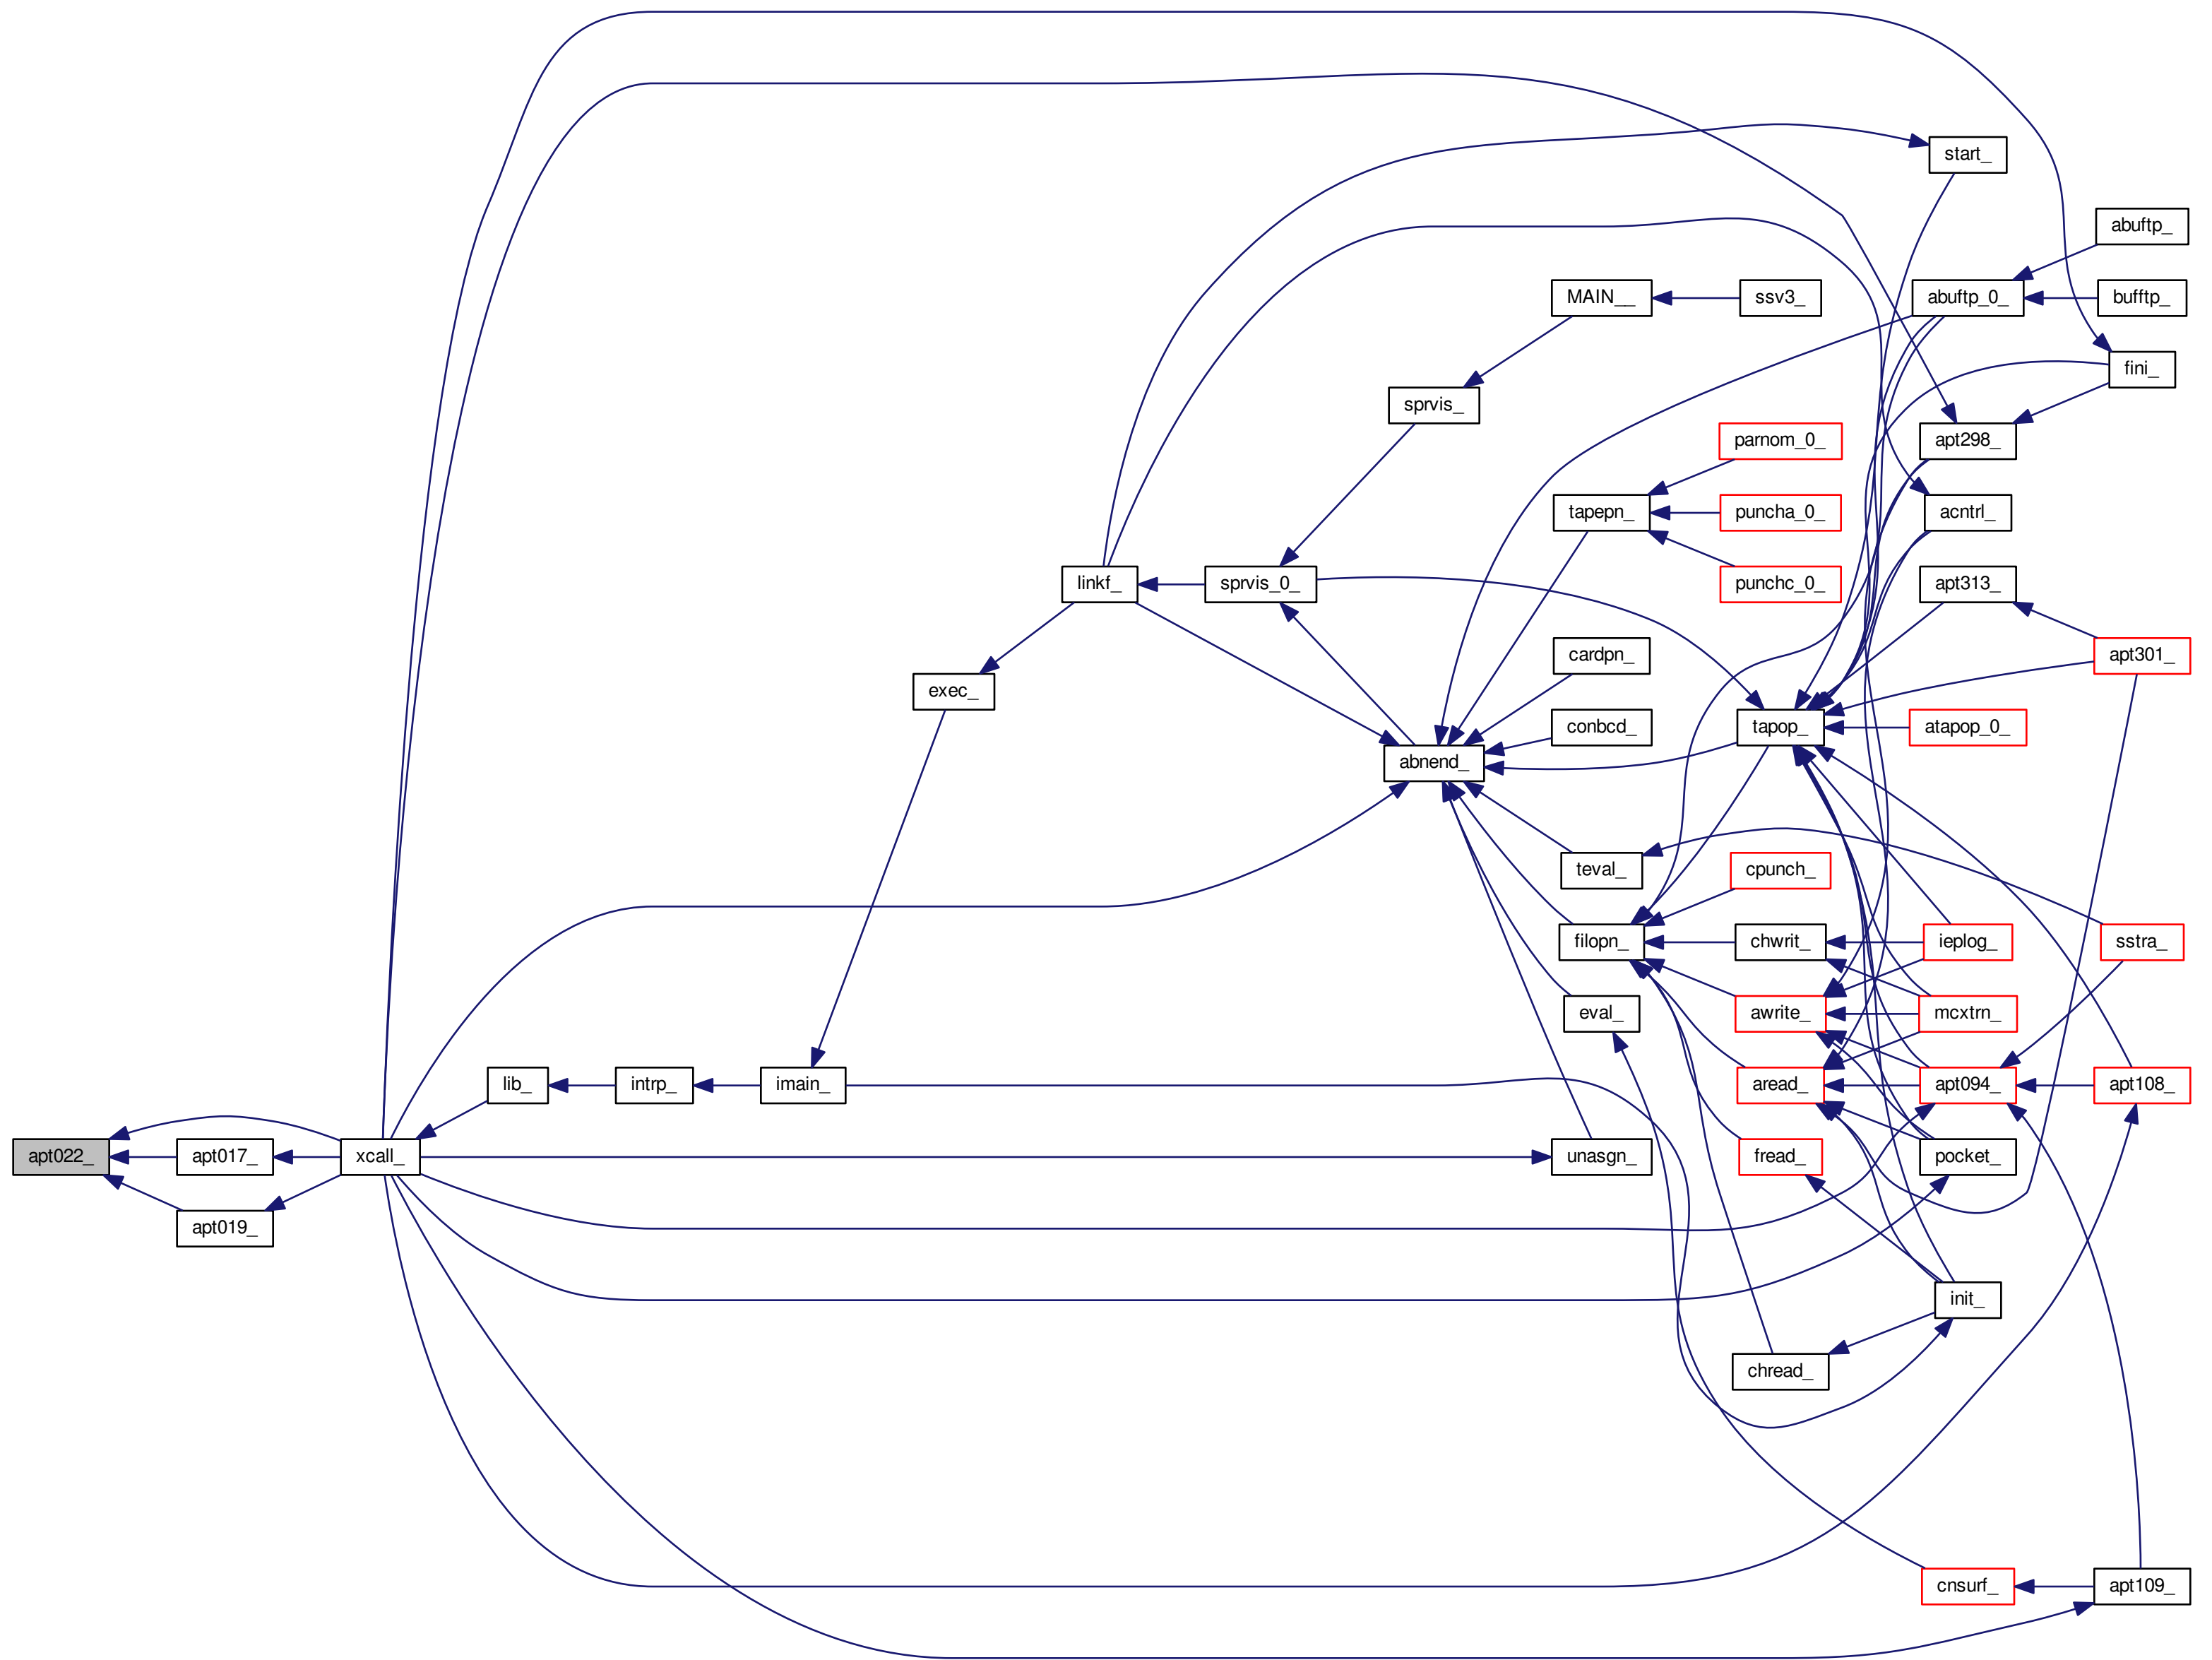 start_
abuftp_
MAIN__
ssv3_
abuftp_0_
bufftp_
fini_
sprvis_
parnom_0_
apt298_
tapepn_
puncha_0_
acntrl_
linkf_
sprvis_0_
punchc_0_
apt313_
cardpn_
apt301_
exec_
conbcd_
tapop_
atapop_0_
abnend_
teval_
cpunch_
filopn_
chwrit_
ieplog_
sstra_
eval_
awrite_
mcxtrn_
lib_
intrp_
imain_
aread_
apt094_
apt108_
apt022_
apt017_
xcall_
unasgn_
fread_
pocket_
apt019_
init_
chread_
cnsurf_
apt109_